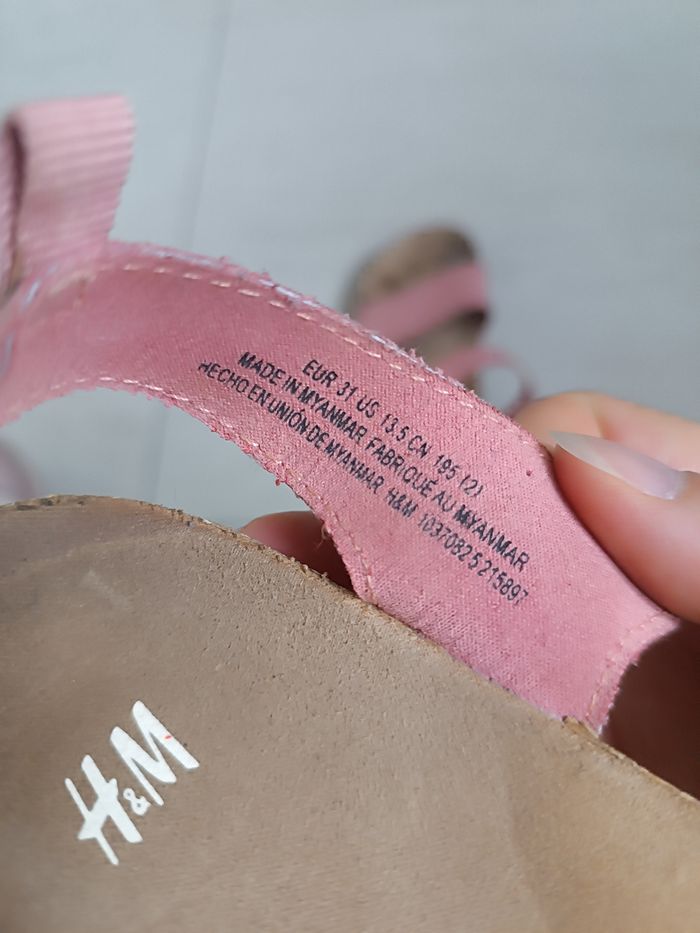 EUR 31 US 13.5 CN 195 (2)
MADE IN MYANMAR FABRIQUÉ AU MYANMAR
HECHO EN UNIÓN DE MYANMAR H&M 1037082 5 215897
H&M